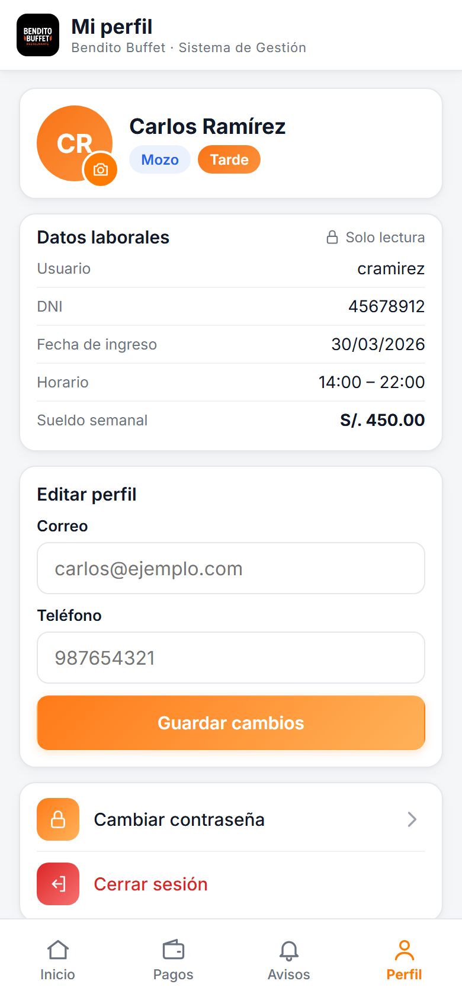 BENDITO
BUFFET
RESTAURANTE
Mi perfil
Bendito Buffet · Sistema de Gestión
CR
Carlos Ramírez
Mozo
Tarde
Datos laborales
Solo lectura
Usuario
cramirez
DNI
45678912
Fecha de ingreso
30/03/2026
Horario
14:00 – 22:00
Sueldo semanal
S/. 450.00
Editar perfil
Correo
carlos@ejemplo.com
Teléfono
987654321
Guardar cambios
Cambiar contraseña
Cerrar sesión
Inicio
Pagos
Avisos
Perfil